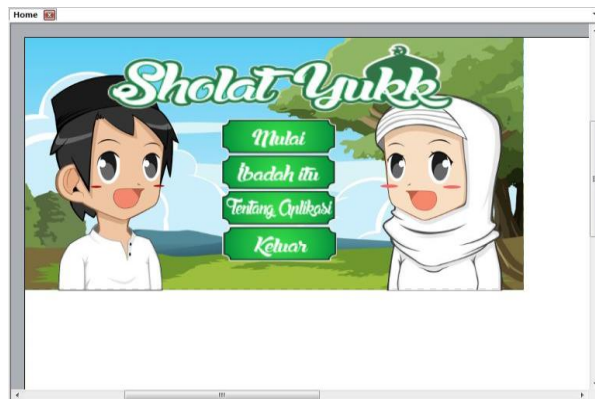 Home
Sholat Yukk
Mulai
Ibadah itu
Tentang Aplikasi
Keluar